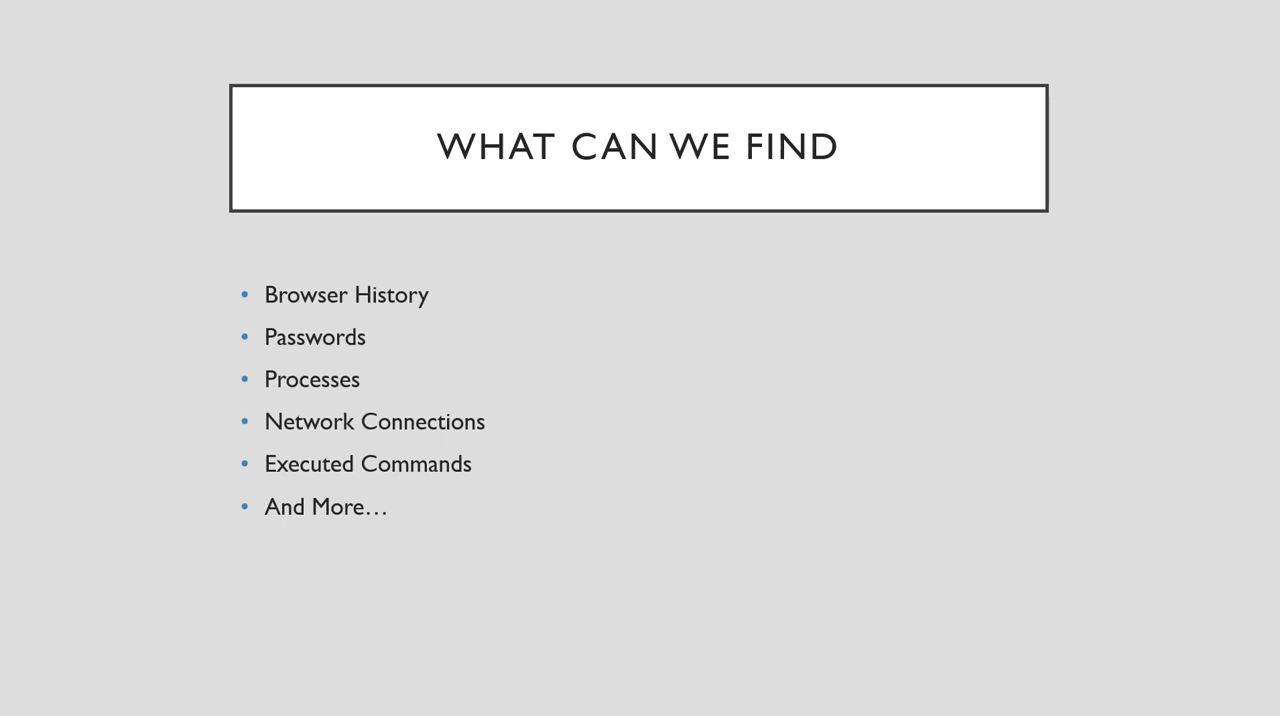 WHAT CAN WE FIND
• Browser History
• Passwords
• Processes
• Network Connections
• Executed Commands
• And More…